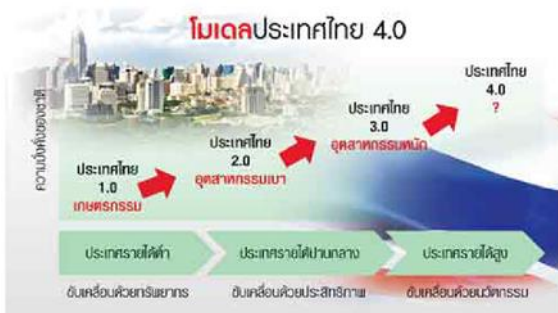 โมเดลประเทศไทย 4.0
ความมั่งคั่งของชาติ
ประเทศไทย
1.0
เกษตรกรรม
ประเทศไทย
2.0
อุตสาหกรรมเบา
ประเทศไทย
3.0
อุตสาหกรรมหนัก
ประเทศไทย
4.0
?
ประเทศรายได้ต่ำ
ประเทศรายได้ปานกลาง
ประเทศรายได้สูง
ขับเคลื่อนด้วยทรัพยากร
ขับเคลื่อนด้วยประสิทธิภาพ
ขับเคลื่อนด้วยนวัตกรรม